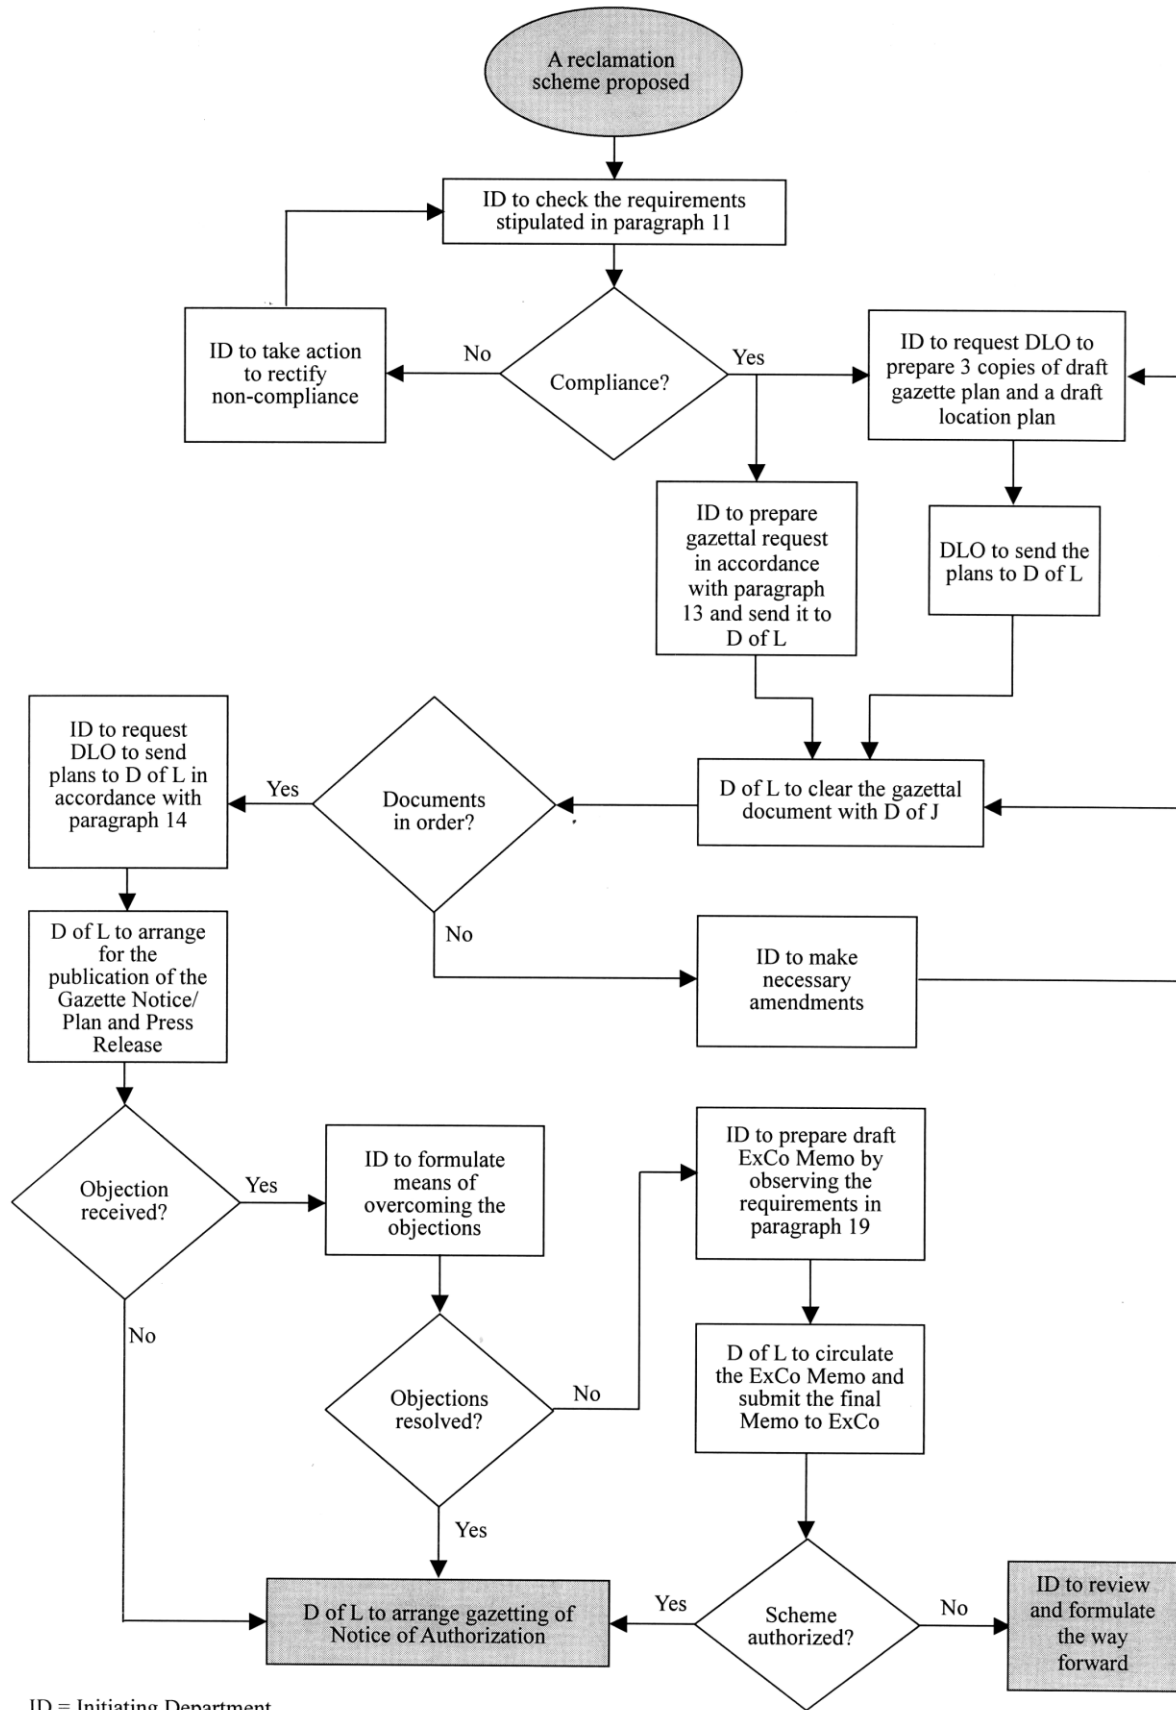 A reclamation
scheme proposed
ID to check the requirements
stipulated in paragraph 11
ID to take action
to rectify
non-compliance
No
Compliance?
Yes
ID to request DLO to
prepare 3 copies of draft
gazette plan and a draft
location plan
ID to prepare
gazettal request
in accordance
with paragraph
13 and send it to
D of L
DLO to send the
plans to D of L
ID to request
DLO to send
plans to D of L in
accordance with
paragraph 14
Yes
Documents
in order?
D of L to clear the gazettal
document with D of J
No
D of L to arrange
for the
publication of the
Gazette Notice/
Plan and Press
Release
ID to make
necessary
amendments
Objection
received?
Yes
ID to formulate
means of
overcoming the
objections
ID to prepare draft
ExCo Memo by
observing the
requirements in
paragraph 19
No
Objections
resolved?
No
D of L to circulate
the ExCo Memo and
submit the final
Memo to ExCo
Yes
D of L to arrange gazetting of
Notice of Authorization
Yes
Scheme
authorized?
No
ID to review
and formulate
the way
forward
ID = Initiating Department